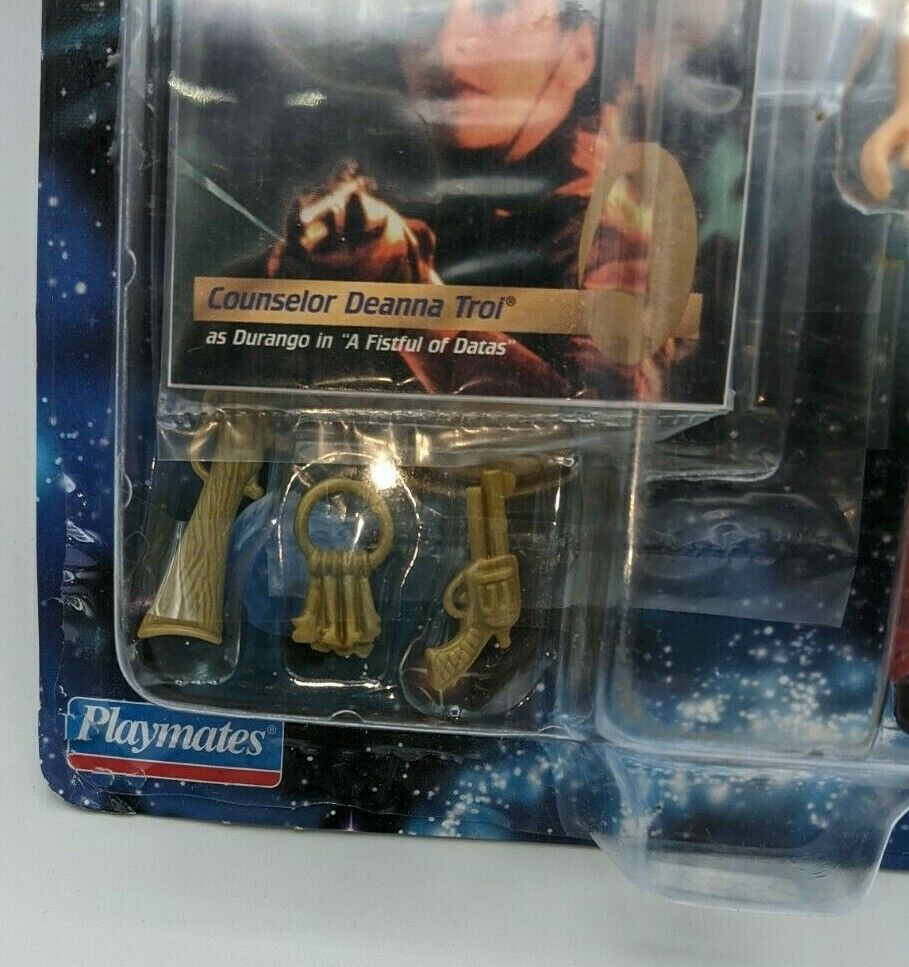 Counselor Deanna Troi®
as Durango in "A Fistful of Datas"
Playmates®